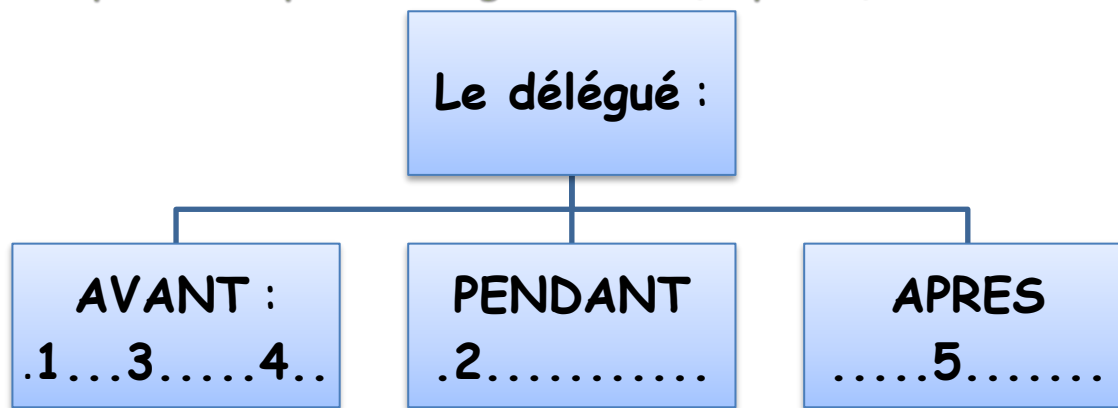 Le délégué :
AVANT :
.1...3.....4..
PENDANT
.2...........
APRES
.....5.......